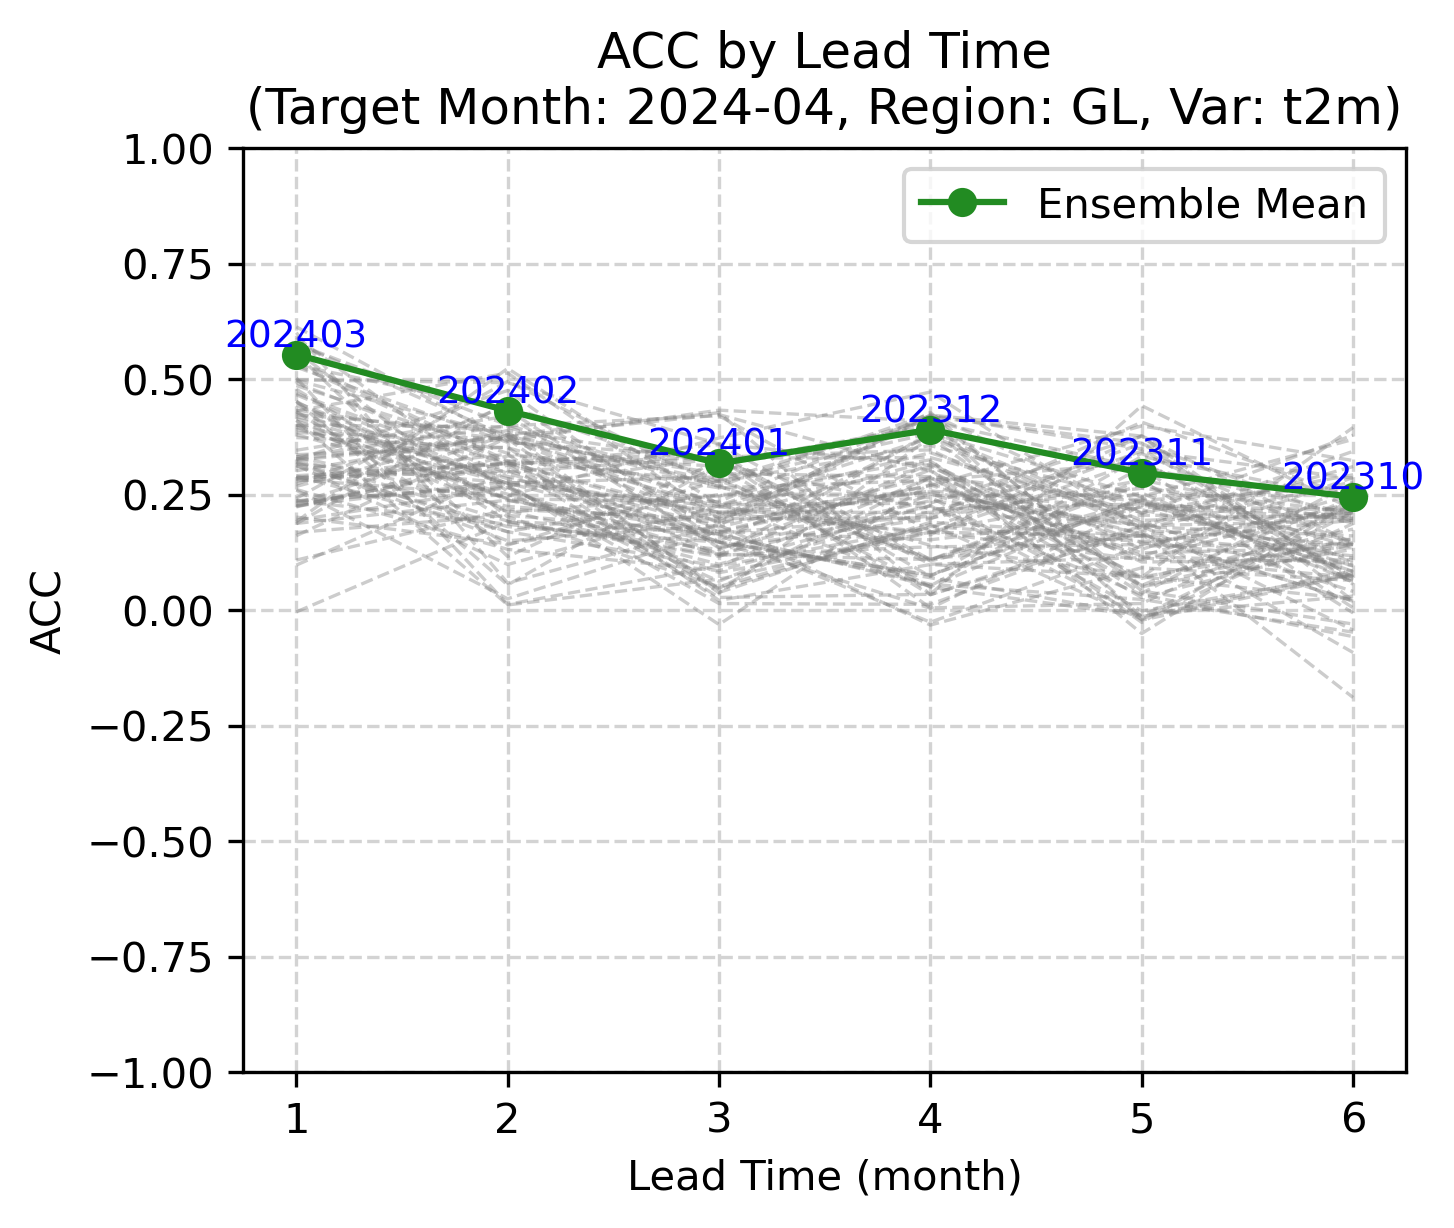 ACC by Lead Time
(Target Month: 2024-04, Region: GL, Var: t2m)
Ensemble Mean
ACC
1.00
0.75
0.50
0.25
0.00
−0.25
−0.50
−0.75
−1.00
202403
202402
202401
202312
202311
202310
1 2 3 4 5 6
Lead Time (month)